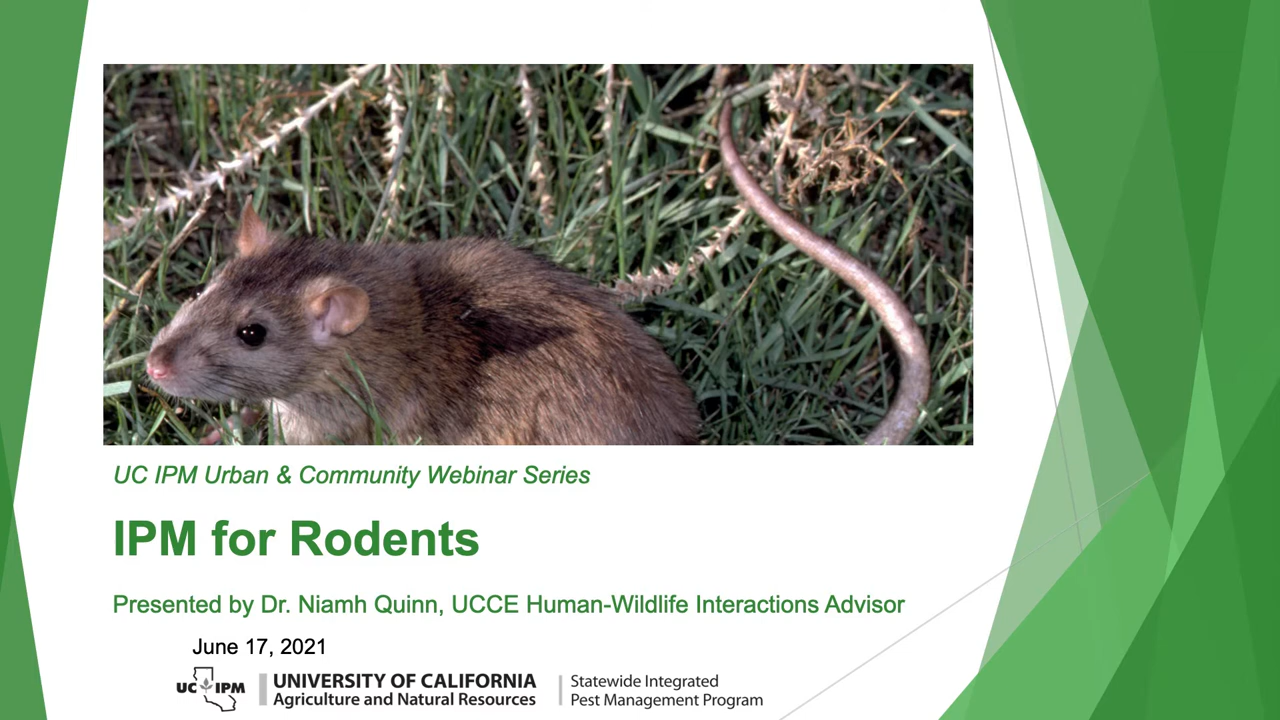 UC IPM Urban & Community Webinar Series
IPM for Rodents
Presented by Dr. Niamh Quinn, UCCE Human-Wildlife Interactions Advisor
June 17, 2021
UC IPM
UNIVERSITY OF CALIFORNIA
Agriculture and Natural Resources
Statewide Integrated
Pest Management Program